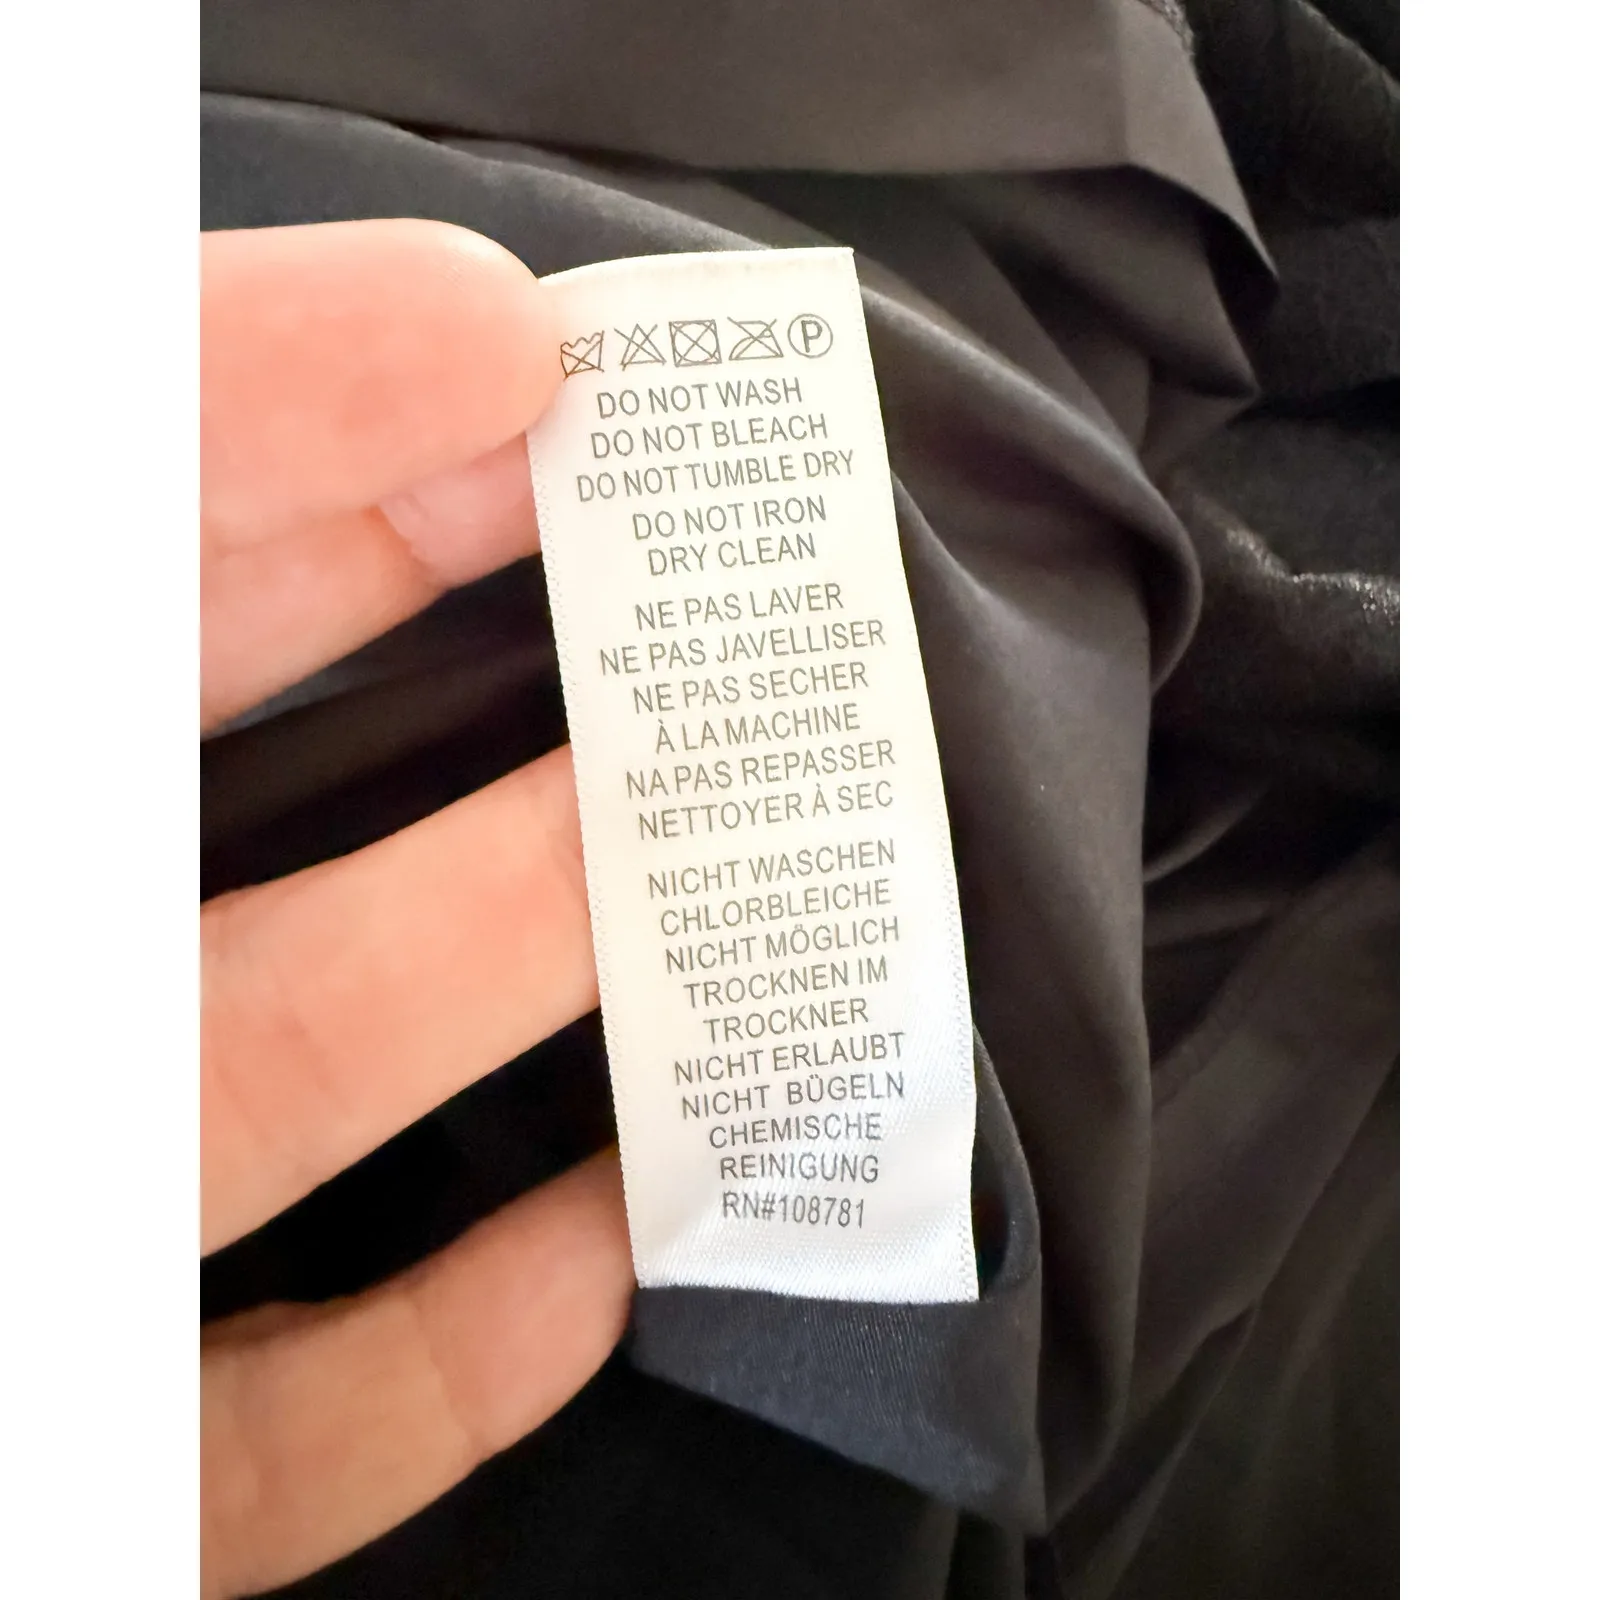 P
DO NOT WASH
DO NOT BLEACH
DO NOT TUMBLE DRY
DO NOT IRON
DRY CLEAN
NE PAS LAVER
NE PAS JAVELLISER
NE PAS SECHER
À LA MACHINE
NA PAS REPASSER
NETTOYER À SEC
NICHT WASCHEN
CHLORBLEICHE
NICHT MÖGLICH
TROCKNEN IM
TROCKNER
NICHT ERLAUBT
NICHT BÜGELN
CHEMISCHE
REINIGUNG
RN#108781